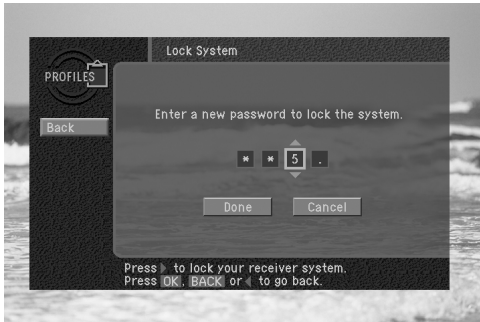 Lock System
PROFILES
Back
Enter a new password to lock the system.
* * 5 .
Done Cancel
Press to lock your receiver system.
Press OK, BACK or to go back.